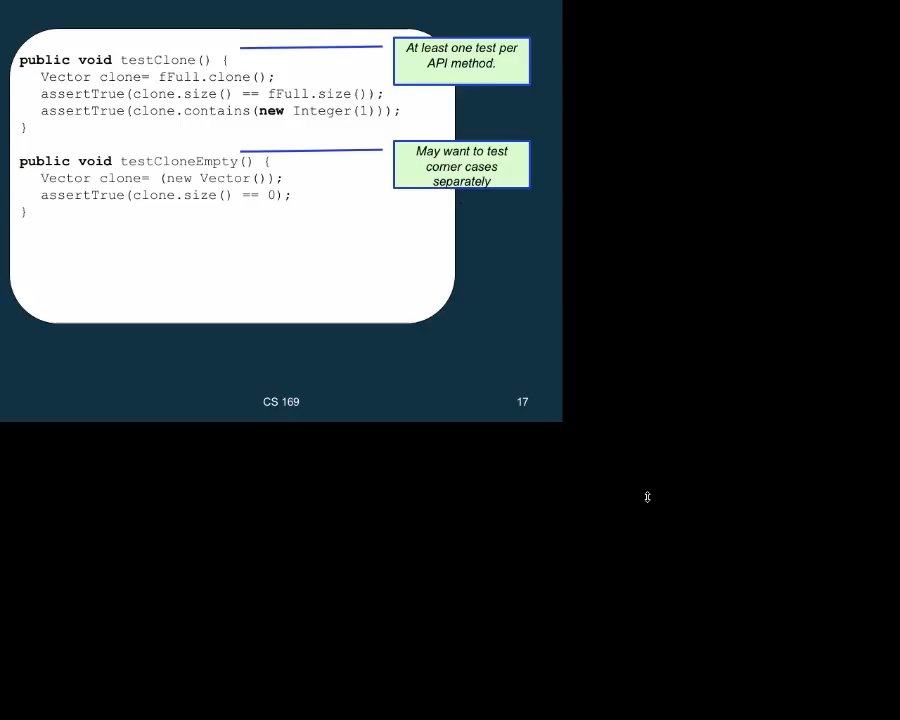 At least one test per
API method.
public void testClone() {
Vector clone= fFull.clone();
assertTrue(clone.size() == fFull.size());
assertTrue(clone.contains(new Integer(1)));
}
May want to test
corner cases
separately
public void testCloneEmpty() {
Vector clone= (new Vector());
assertTrue(clone.size() == 0);
}
CS 169
17